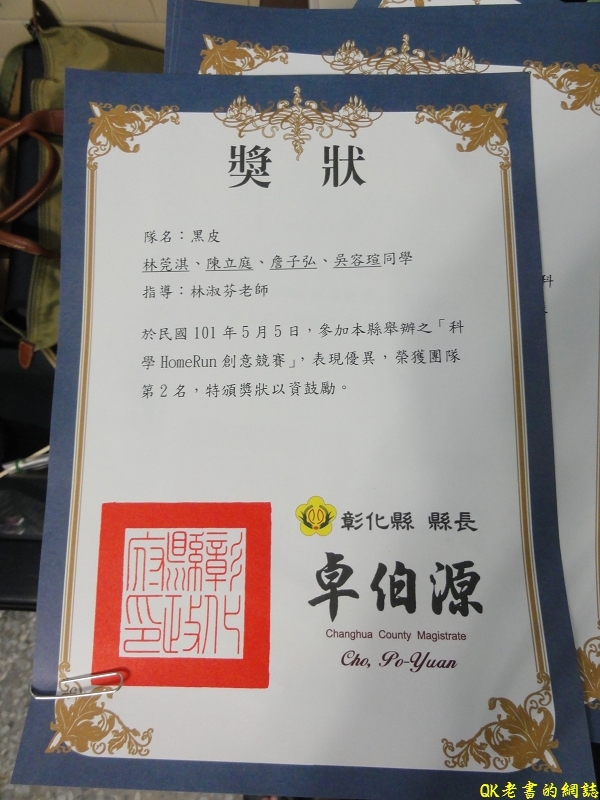 獎 狀
隊名：黑皮
林莞淇、陳立庭、詹子弘、吳容瑄同學
指導：林淑芬老師
於民國 101 年 5 月 5 日，參加本縣舉辦之「科
學 HomeRun 創意競賽」，表現優異，榮獲團隊
第 2 名，特頒獎狀以資鼓勵。
彰化縣政府印
彰化縣 縣長
卓伯源
Changhua County Magistrate
Cho, Po-Yuan
科
QK老書的網誌